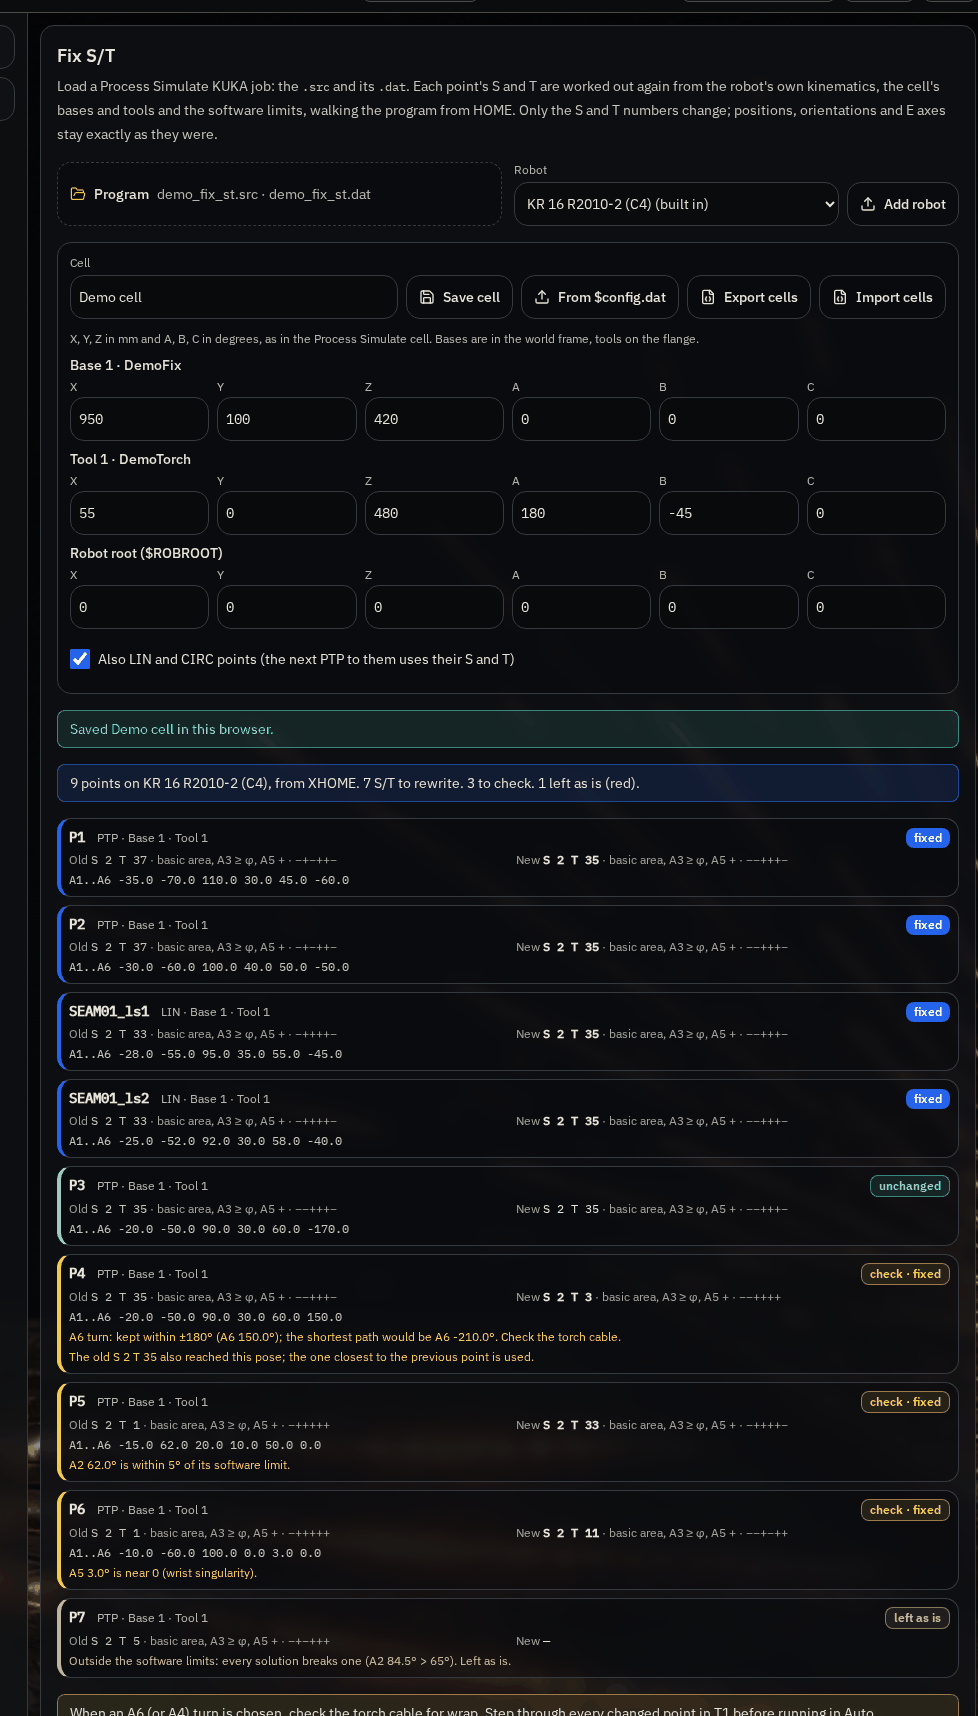 Fix S/T
Load a Process Simulate KUKA job: the .src and its .dat. Each point's S and T are worked out again from the robot's own kinematics, the cell's
bases and tools and the software limits, walking the program from HOME. Only the S and T numbers change; positions, orientations and E axes
stay exactly as they were.
Program demo_fix_st.src · demo_fix_st.dat
Robot
KR 16 R2010-2 (C4) (built in)
Add robot
Cell
Demo cell
Save cell
From $config.dat
Export cells
Import cells
X, Y, Z in mm and A, B, C in degrees, as in the Process Simulate cell. Bases are in the world frame, tools on the flange.
Base 1 · DemoFix
X Y Z A B C
950 100 420 0 0 0
Tool 1 · DemoTorch
X Y Z A B C
55 0 480 180 -45 0
Robot root ($ROBROOT)
X Y Z A B C
0 0 0 0 0 0
Also LIN and CIRC points (the next PTP to them uses their S and T)
Saved Demo cell in this browser.
9 points on KR 16 R2010-2 (C4), from XHOME. 7 S/T to rewrite. 3 to check. 1 left as is (red).
P1 PTP · Base 1 · Tool 1 fixed
Old S 2 T 37 · basic area, A3 ≥ φ, A5 + · −+−++− New S 2 T 35 · basic area, A3 ≥ φ, A5 + · −−+++−
A1..A6 -35.0 -70.0 110.0 30.0 45.0 -60.0
P2 PTP · Base 1 · Tool 1 fixed
Old S 2 T 37 · basic area, A3 ≥ φ, A5 + · −+−++− New S 2 T 35 · basic area, A3 ≥ φ, A5 + · −−+++−
A1..A6 -30.0 -60.0 100.0 40.0 50.0 -50.0
SEAM01_ls1 LIN · Base 1 · Tool 1 fixed
Old S 2 T 33 · basic area, A3 ≥ φ, A5 + · −++++− New S 2 T 35 · basic area, A3 ≥ φ, A5 + · −−+++−
A1..A6 -28.0 -55.0 95.0 35.0 55.0 -45.0
SEAM01_ls2 LIN · Base 1 · Tool 1 fixed
Old S 2 T 33 · basic area, A3 ≥ φ, A5 + · −++++− New S 2 T 35 · basic area, A3 ≥ φ, A5 + · −−+++−
A1..A6 -25.0 -52.0 92.0 30.0 58.0 -40.0
P3 PTP · Base 1 · Tool 1 unchanged
Old S 2 T 35 · basic area, A3 ≥ φ, A5 + · −−+++− New S 2 T 35 · basic area, A3 ≥ φ, A5 + · −−+++−
A1..A6 -20.0 -50.0 90.0 30.0 60.0 -170.0
P4 PTP · Base 1 · Tool 1 check · fixed
Old S 2 T 35 · basic area, A3 ≥ φ, A5 + · −−+++− New S 2 T 3 · basic area, A3 ≥ φ, A5 + · −−++++
A1..A6 -20.0 -50.0 90.0 30.0 60.0 150.0
A6 turn: kept within ±180° (A6 150.0°); the shortest path would be A6 -210.0°. Check the torch cable.
The old S 2 T 35 also reached this pose; the one closest to the previous point is used.
P5 PTP · Base 1 · Tool 1 check · fixed
Old S 2 T 1 · basic area, A3 ≥ φ, A5 + · −+++++ New S 2 T 33 · basic area, A3 ≥ φ, A5 + · −++++−
A1..A6 -15.0 62.0 20.0 10.0 50.0 0.0
A2 62.0° is within 5° of its software limit.
P6 PTP · Base 1 · Tool 1 check · fixed
Old S 2 T 1 · basic area, A3 ≥ φ, A5 + · −+++++ New S 2 T 11 · basic area, A3 ≥ φ, A5 + · −−+−++
A1..A6 -10.0 -60.0 100.0 0.0 3.0 0.0
A5 3.0° is near 0 (wrist singularity).
P7 PTP · Base 1 · Tool 1 left as is
Old S 2 T 5 · basic area, A3 ≥ φ, A5 + · −+−+++ New —
Outside the software limits: every solution breaks one (A2 84.5° > 65°). Left as is.
When an A6 (or A4) turn is chosen, check the torch cable for wrap. Step through every changed point in T1 before running in Auto.